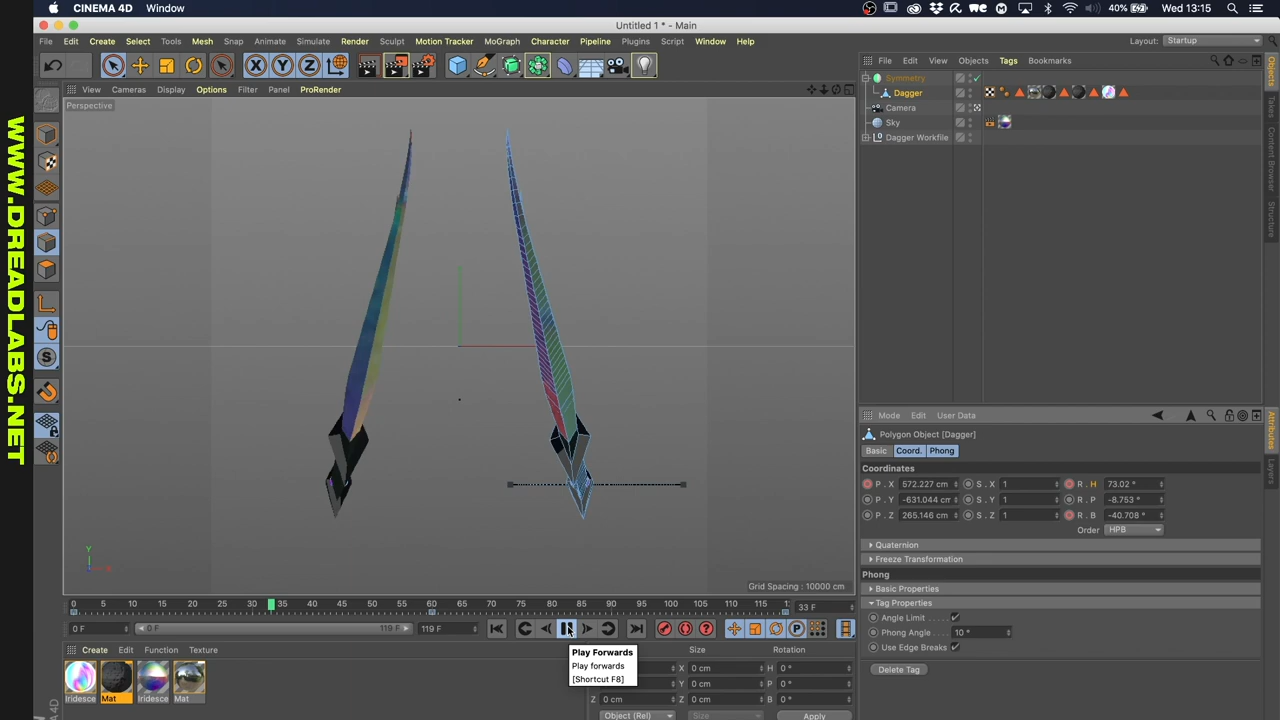 CINEMA 4D Window
40% Wed 13:15
Untitled 1 * - Main
File Edit Create Select Tools Mesh Snap Animate Simulate Render Sculpt Motion Tracker MoGraph Character Pipeline Plugins Script Window Help
Layout: Startup
X Y Z
View Cameras Display Options Filter Panel ProRender
Perspective
File Edit View Objects Tags Bookmarks
Symmetry
Dagger
Camera
Sky
Dagger Workfile
Objects
Takes
Content Browser
Structure
WWW.DREADLABS.NET
Mode Edit User Data
Polygon Object [Dagger]
Basic Coord. Phong
Coordinates
P . X 572.227 cm S . X 1 R . H 73.02 °
P . Y -631.044 cm S . Y 1 R . P -8.753 °
P . Z 265.146 cm S . Z 1 R . B -40.708 °
Order HPB
Quaternion
Freeze Transformation
Phong
Basic Properties
Tag Properties
Angle Limit
Phong Angle 10 °
Use Edge Breaks
Delete Tag
Attributes
Layers
Y
Grid Spacing : 10000 cm
0 5 10 15 20 25 30 35 40 45 50 55 60 65 70 75 80 85 90 95 100 105 110 115
33 F
0 F 0 F 119 F 119 F
Play Forwards
Play forwards
[Shortcut F8]
Create Edit Function Texture
Size Rotation
X 0 cm H 0 °
Y 0 cm P 0 °
Z 0 cm Z 0 cm B 0 °
Object (Rel) Size Apply
Iridesce Mat Iridesce Mat